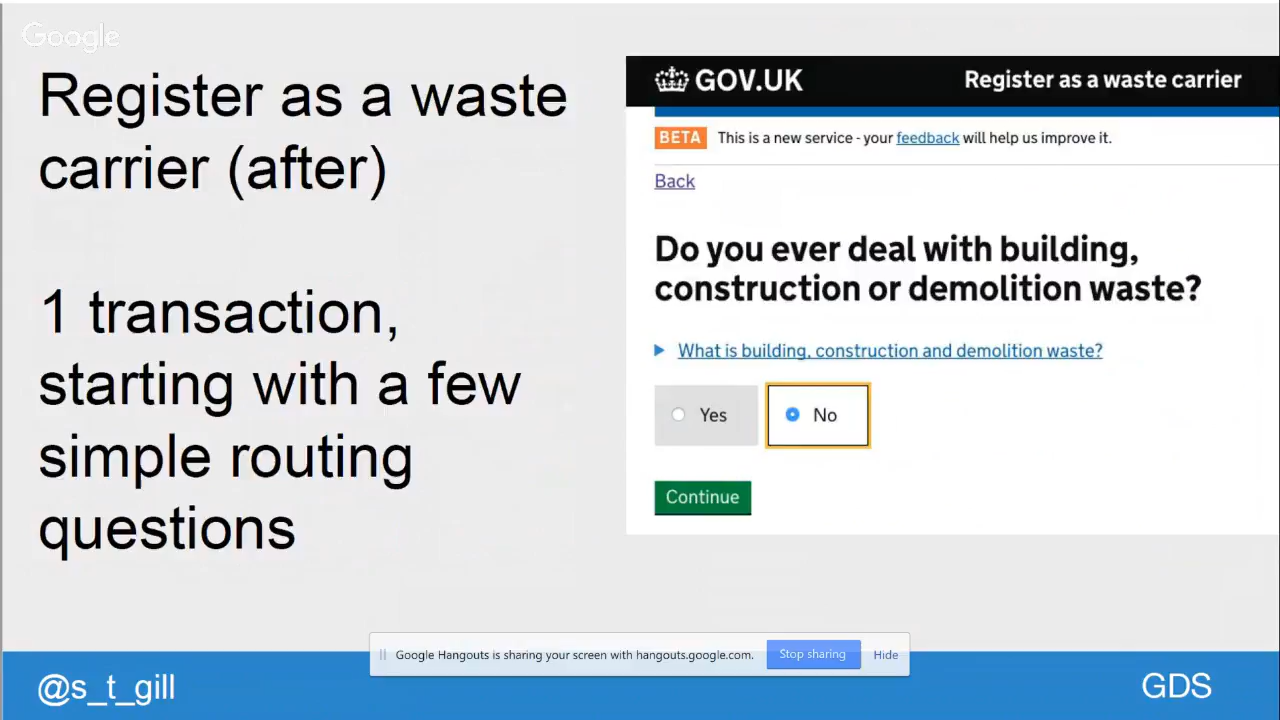 Google
Register as a waste
carrier (after)
1 transaction,
starting with a few
simple routing
questions
GOV.UK
Register as a waste carrier
BETA
This is a new service - your feedback will help us improve it.
Back
Do you ever deal with building,
construction or demolition waste?
What is building, construction and demolition waste?
Yes
No
Continue
Google Hangouts is sharing your screen with hangouts.google.com.
Stop sharing
Hide
@s_t_gill
GDS